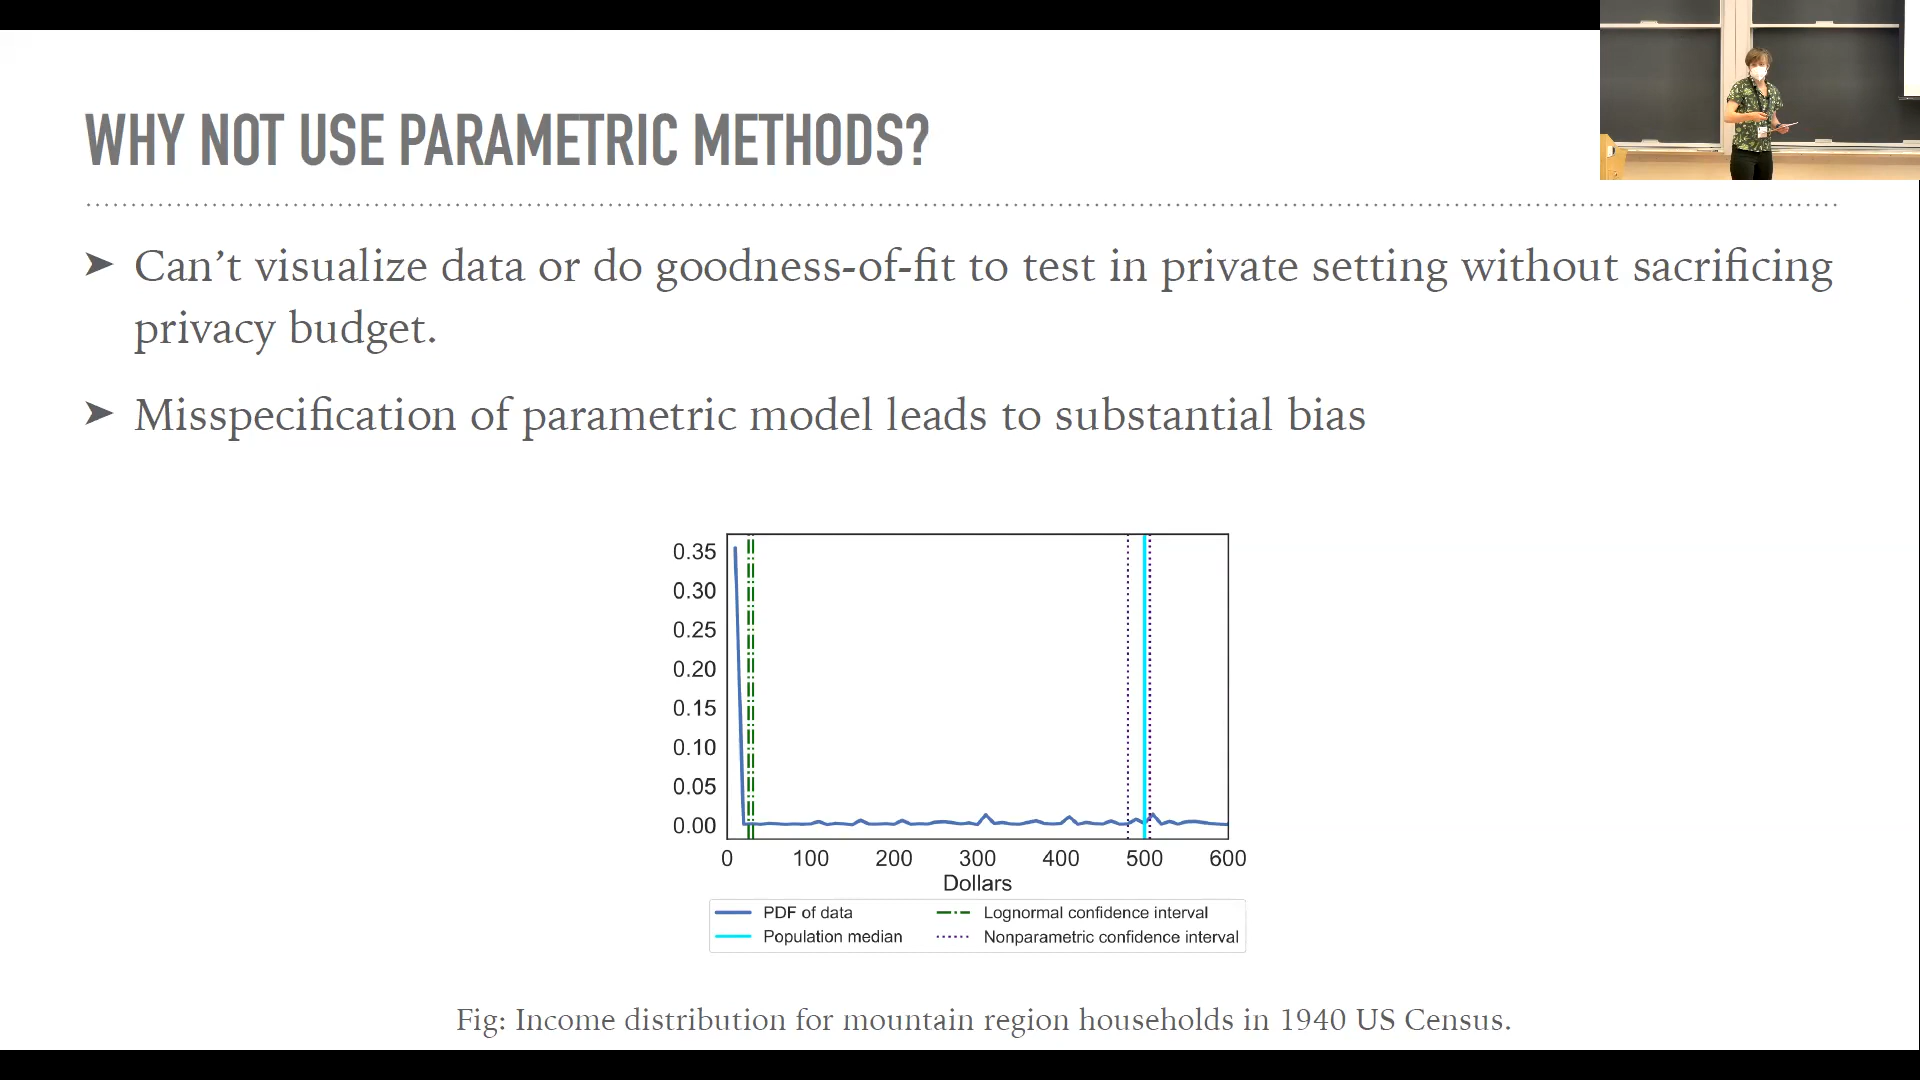 WHY NOT USE PARAMETRIC METHODS?
➤ Can't visualize data or do goodness-of-fit to test in private setting without sacrificing
privacy budget.
➤ Misspecification of parametric model leads to substantial bias
0.35
0.30
0.25
0.20
0.15
0.10
0.05
0.00
0 100 200 300 400 500 600
Dollars
PDF of data
Lognormal confidence interval
Population median
Nonparametric confidence interval
Fig: Income distribution for mountain region households in 1940 US Census.